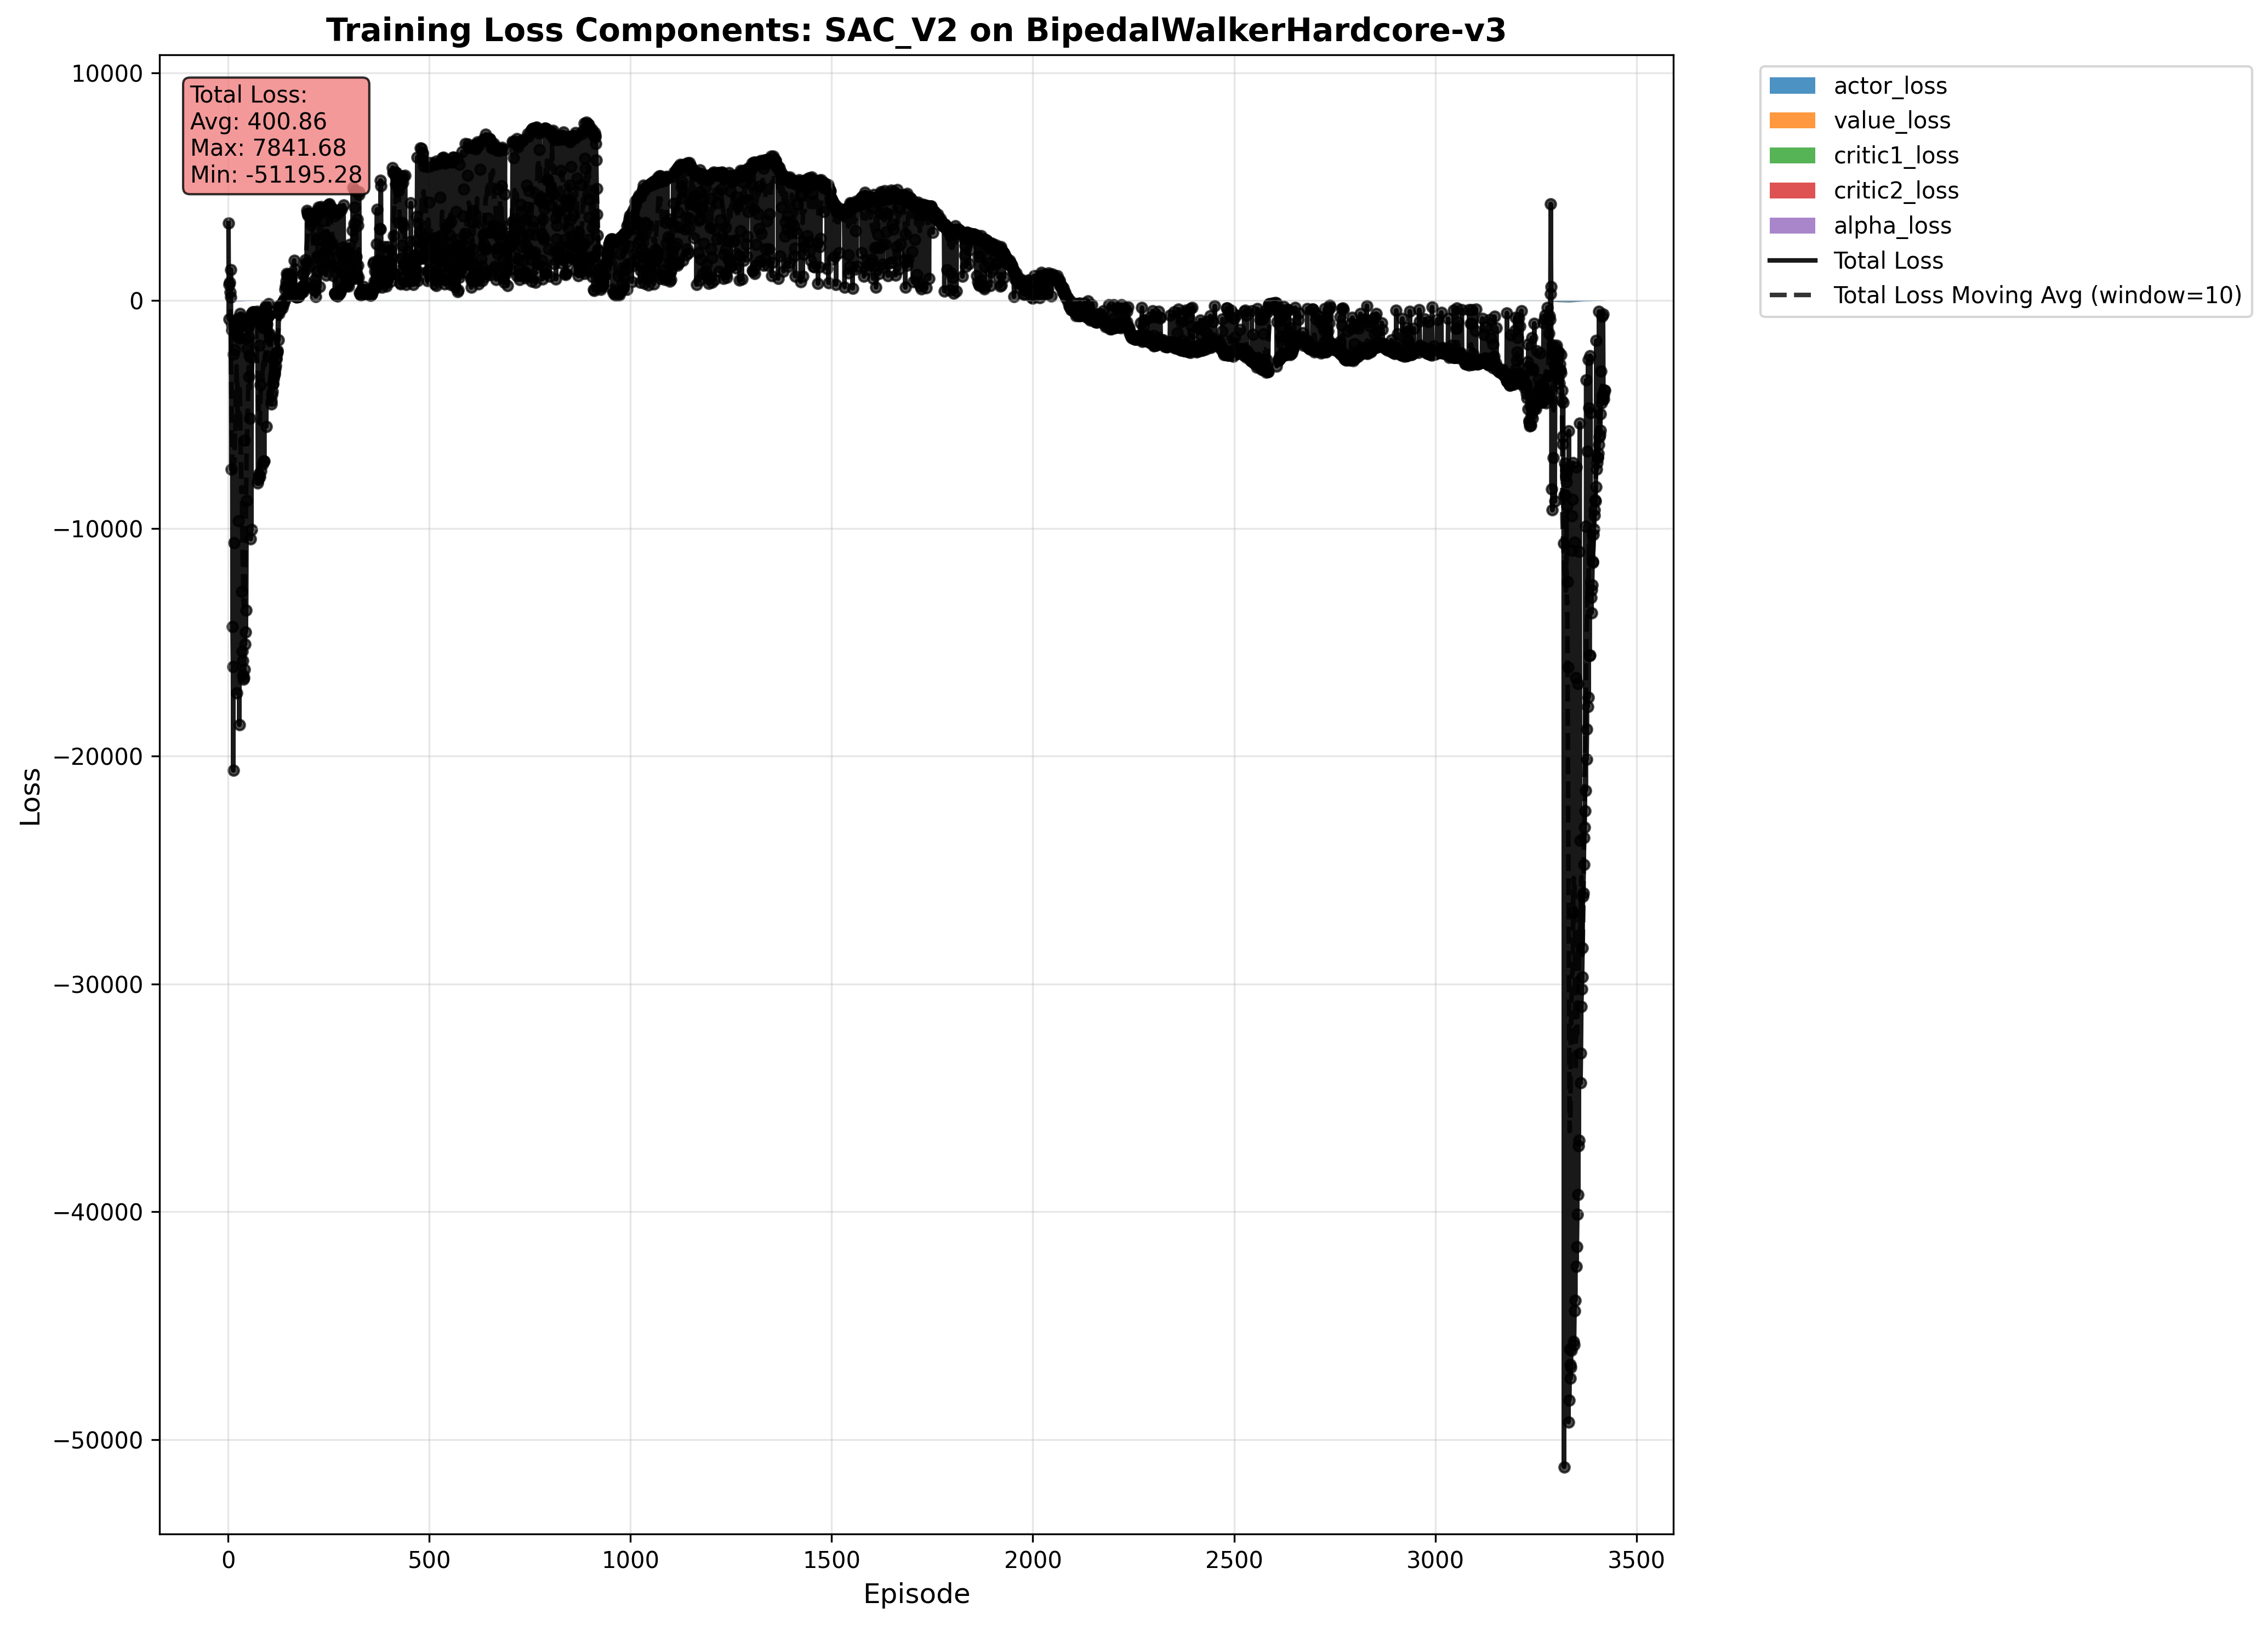 Training Loss Components: SAC_V2 on BipedalWalkerHardcore-v3
Total Loss:
Avg: 400.86
Max: 7841.68
Min: -51195.28
10000
0
−10000
−20000
−30000
−40000
−50000
Loss
0
500
1000
1500
2000
2500
3000
3500
Episode
actor_loss
value_loss
critic1_loss
critic2_loss
alpha_loss
Total Loss
Total Loss Moving Avg (window=10)